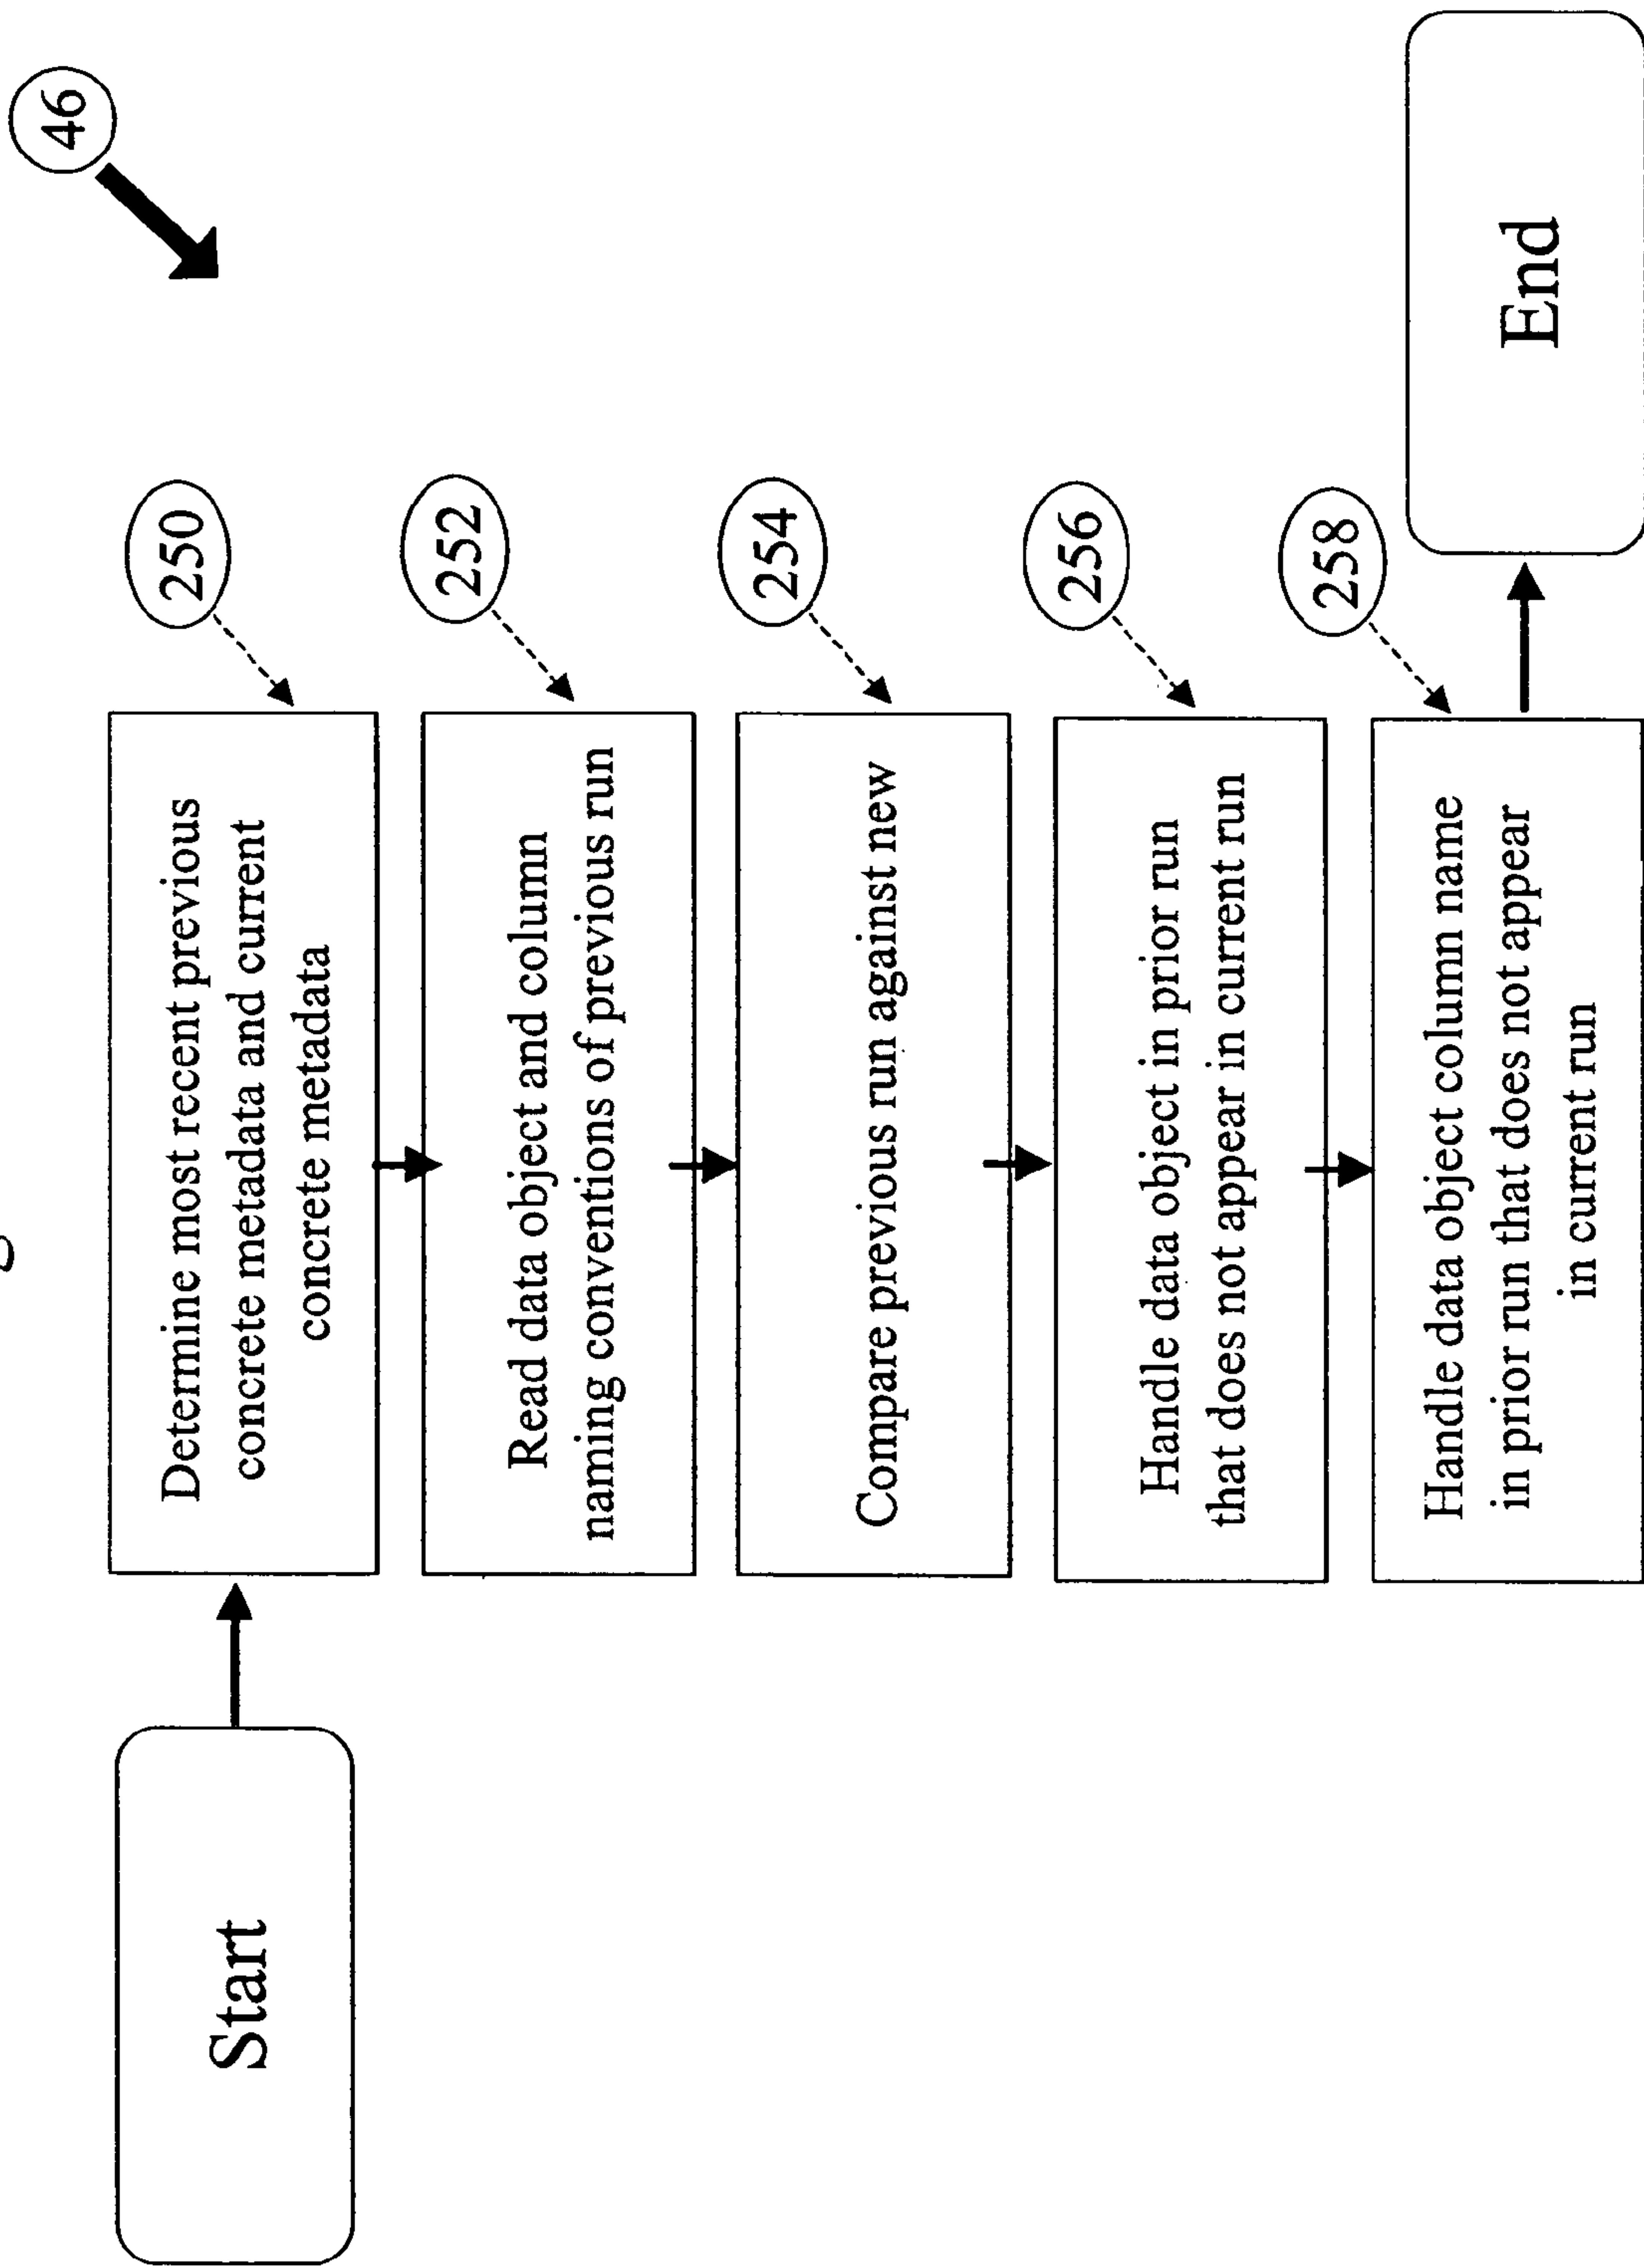 46
Start
250
Determine most recent previous
concrete metadata and current
concrete metadata
252
Read data object and column
naming conventions of previous run
254
Compare previous run against new
256
Handle data object in prior run
that does not appear in current run
258
Handle data object column name
in prior run that does not appear
in current run
End